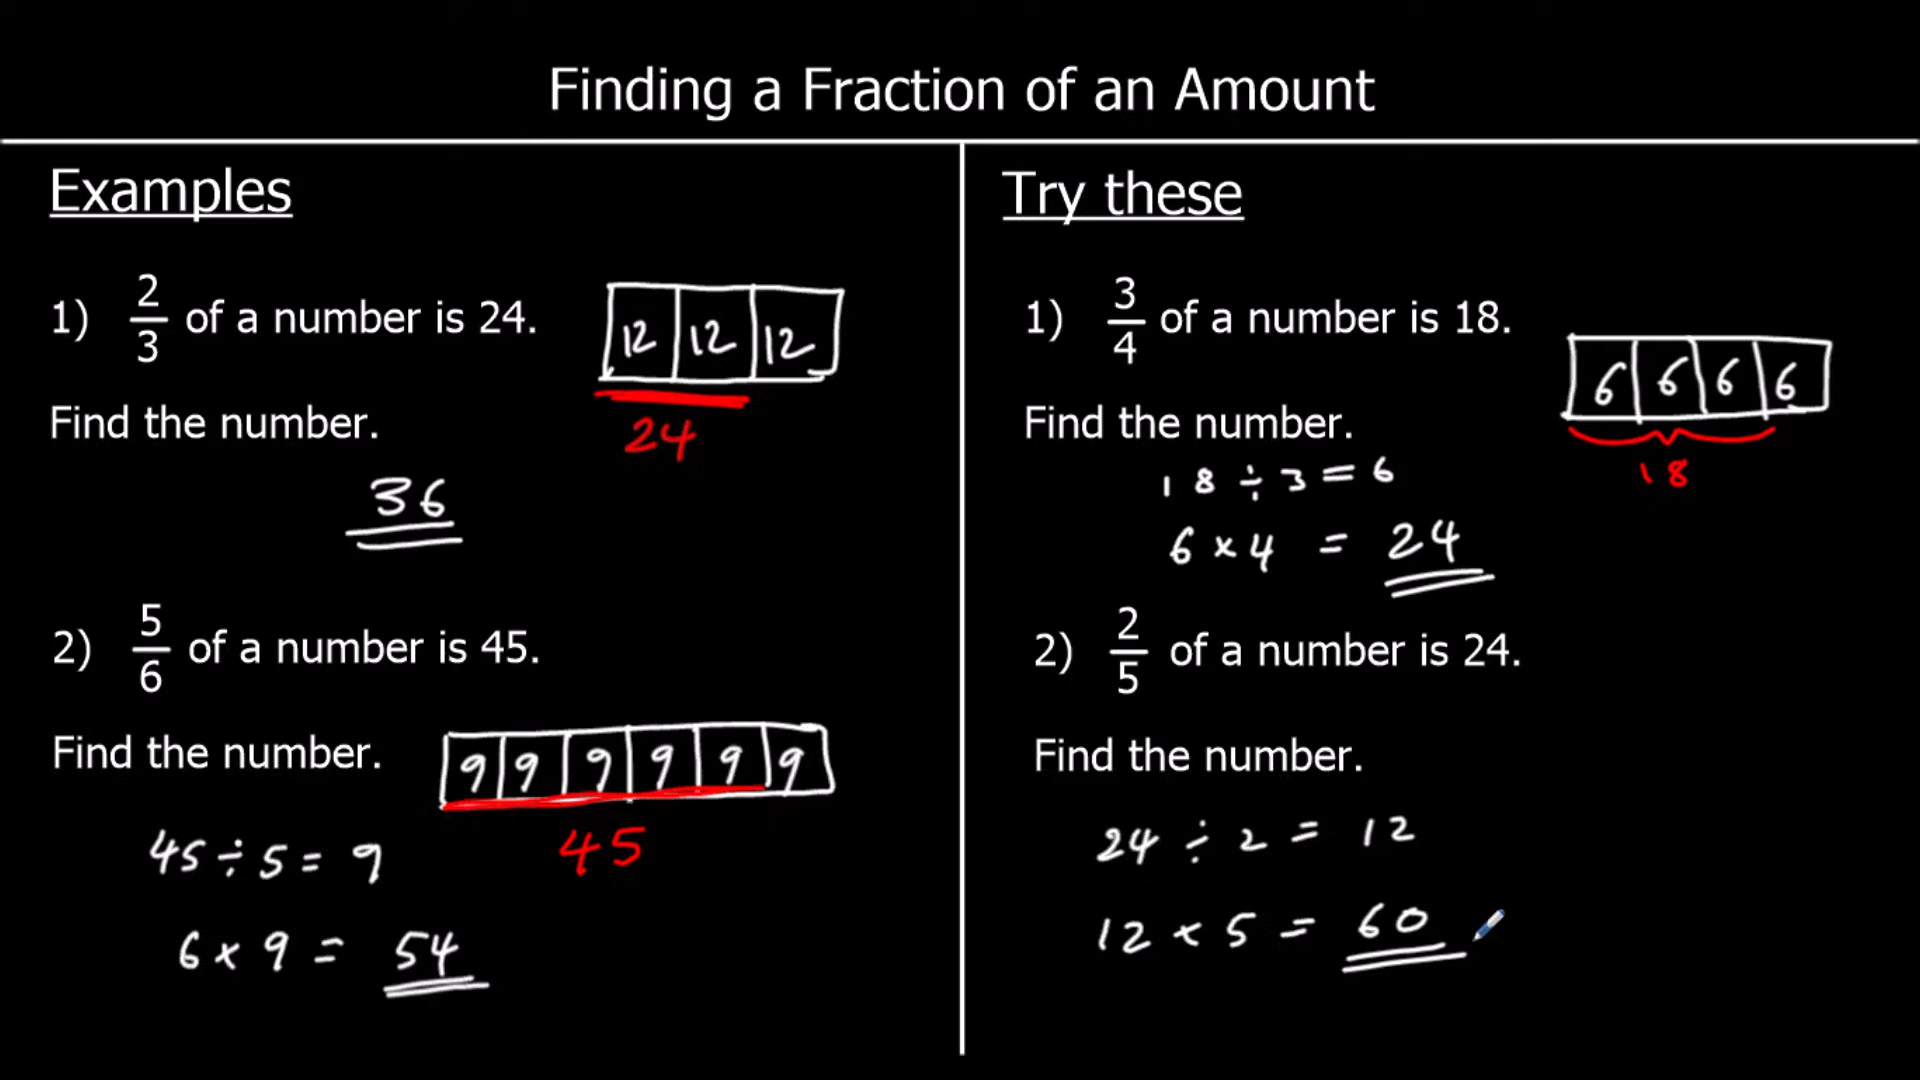 Finding a Fraction of an Amount
Examples
1) 2/3 of a number is 24.
12 12 12
24
Find the number.
36
2) 5/6 of a number is 45.
Find the number.
9 9 9 9 9 9
45
45 ÷ 5 = 9
6 × 9 = 54
Try these
1) 3/4 of a number is 18.
6 6 6 6
18
Find the number.
18 ÷ 3 = 6
6 × 4 = 24
2) 2/5 of a number is 24.
Find the number.
24 ÷ 2 = 12
12 × 5 = 60